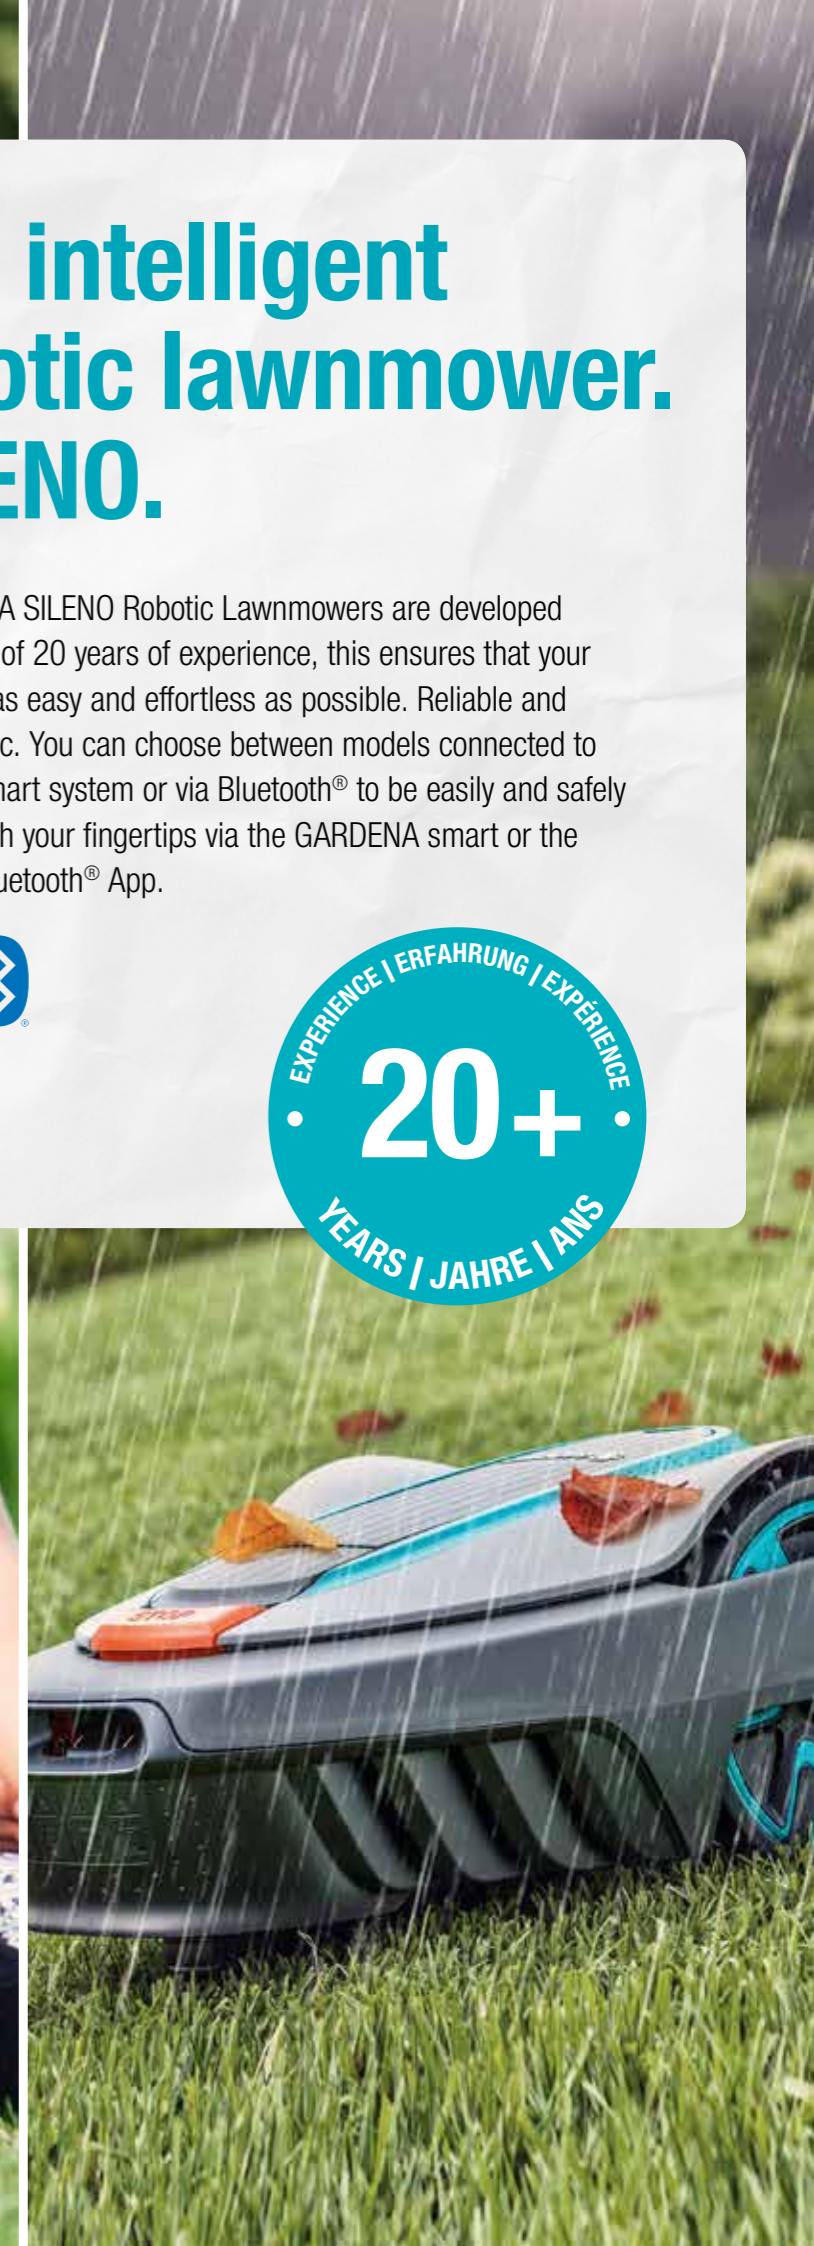 intelligent
otic lawnmower.
ENO.
A SILENO Robotic Lawnmowers are developed
of 20 years of experience, this ensures that your
as easy and effortless as possible. Reliable and
c. You can choose between models connected to
mart system or via Bluetooth® to be easily and safely
h your fingertips via the GARDENA smart or the
uetooth® App.
®
EXPERIENCE | ERFAHRUNG | EXPÉRIENCE
• 20+ •
YEARS | JAHRE | ANS
STOP